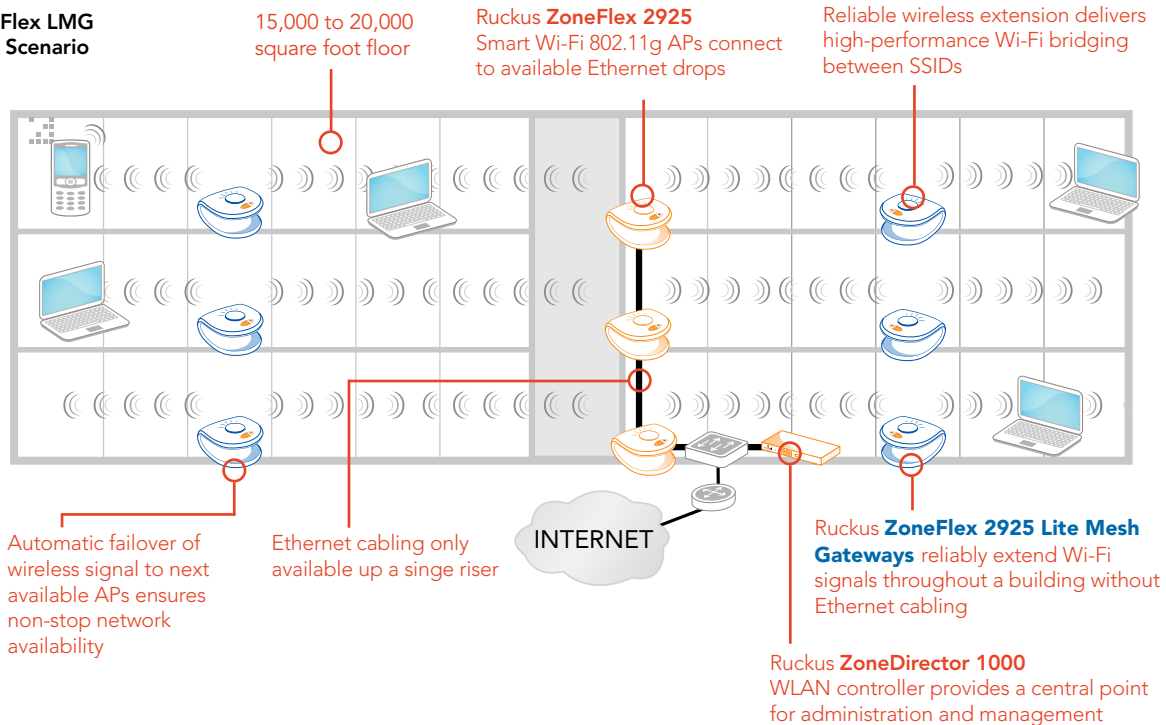 Flex LMG
Scenario
15,000 to 20,000
square foot floor
Ruckus ZoneFlex 2925
Smart Wi-Fi 802.11g APs connect
to available Ethernet drops
Reliable wireless extension delivers
high-performance Wi-Fi bridging
between SSIDs
INTERNET
Automatic failover of
wireless signal to next
available APs ensures
non-stop network
availability
Ethernet cabling only
available up a singe riser
Ruckus ZoneFlex 2925 Lite Mesh
Gateways reliably extend Wi-Fi
signals throughout a building without
Ethernet cabling
Ruckus ZoneDirector 1000
WLAN controller provides a central point
for administration and management